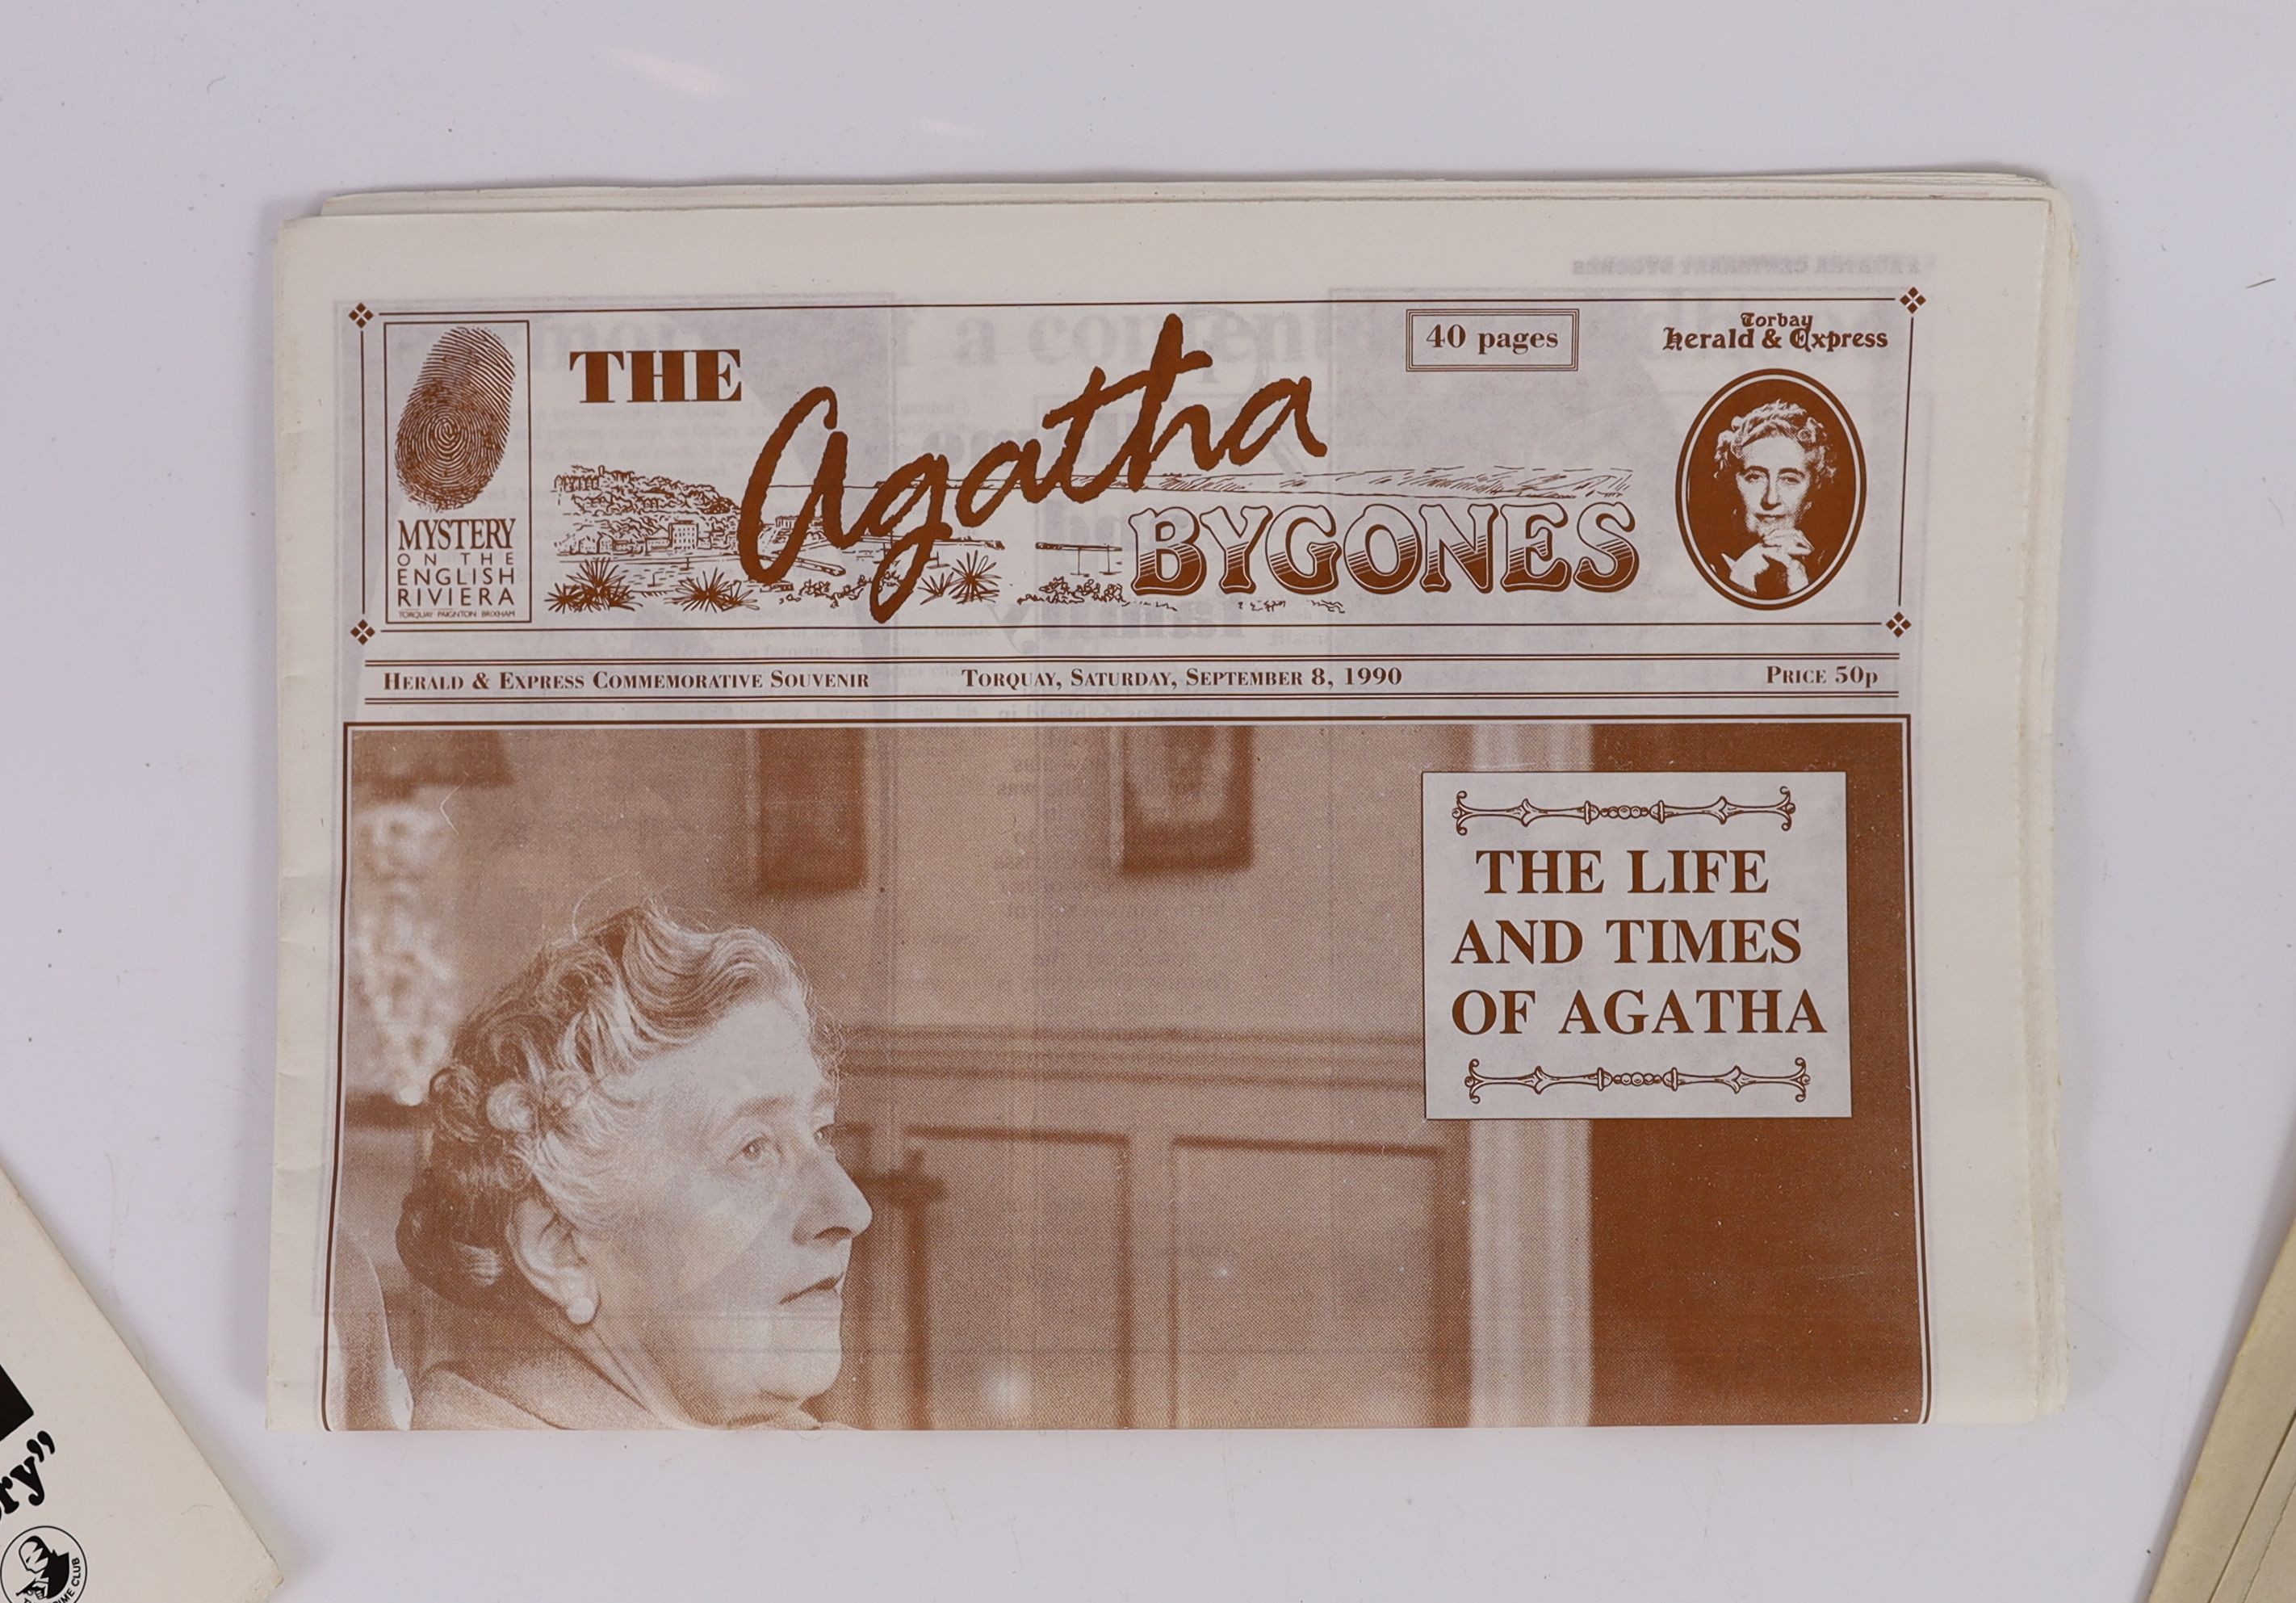 THE
Agatha
BYGONES
40 pages
Torbay
Herald & Express
MYSTERY
ON THE
ENGLISH
RIVIERA
TORQUAY PAIGNTON BRIXHAM
HERALD & EXPRESS COMMEMORATIVE SOUVENIR
TORQUAY, SATURDAY, SEPTEMBER 8, 1990
PRICE 50p
THE LIFE
AND TIMES
OF AGATHA
ry”